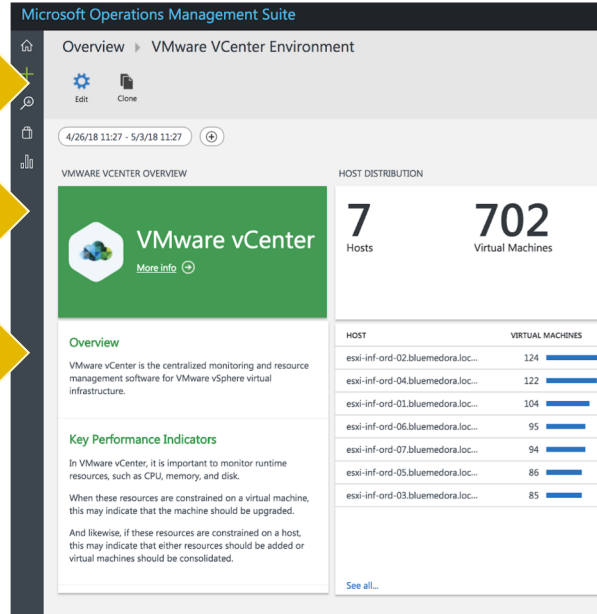 Microsoft Operations Management Suite
Overview ▸ VMware VCenter Environment
Edit
Clone
4/26/18 11:27 - 5/3/18 11:27
VMWARE VCENTER OVERVIEW
VMware vCenter
More info
Overview
VMware vCenter is the centralized monitoring and resource
management software for VMware vSphere virtual
infrastructure.
Key Performance Indicators
In VMware vCenter, it is important to monitor runtime
resources, such as CPU, memory, and disk.
When these resources are constrained on a virtual machine,
this may indicate that the machine should be upgraded.
And likewise, if these resources are constrained on a host,
this may indicate that either resources should be added or
virtual machines should be consolidated.
HOST DISTRIBUTION
7
Hosts
702
Virtual Machines
HOST VIRTUAL MACHINES
esxi-inf-ord-02.bluemedora.loc... 124
esxi-inf-ord-04.bluemedora.loc... 122
esxi-inf-ord-01.bluemedora.loc... 104
esxi-inf-ord-06.bluemedora.loc... 95
esxi-inf-ord-07.bluemedora.loc... 94
esxi-inf-ord-05.bluemedora.loc... 86
esxi-inf-ord-03.bluemedora.loc... 85
See all...